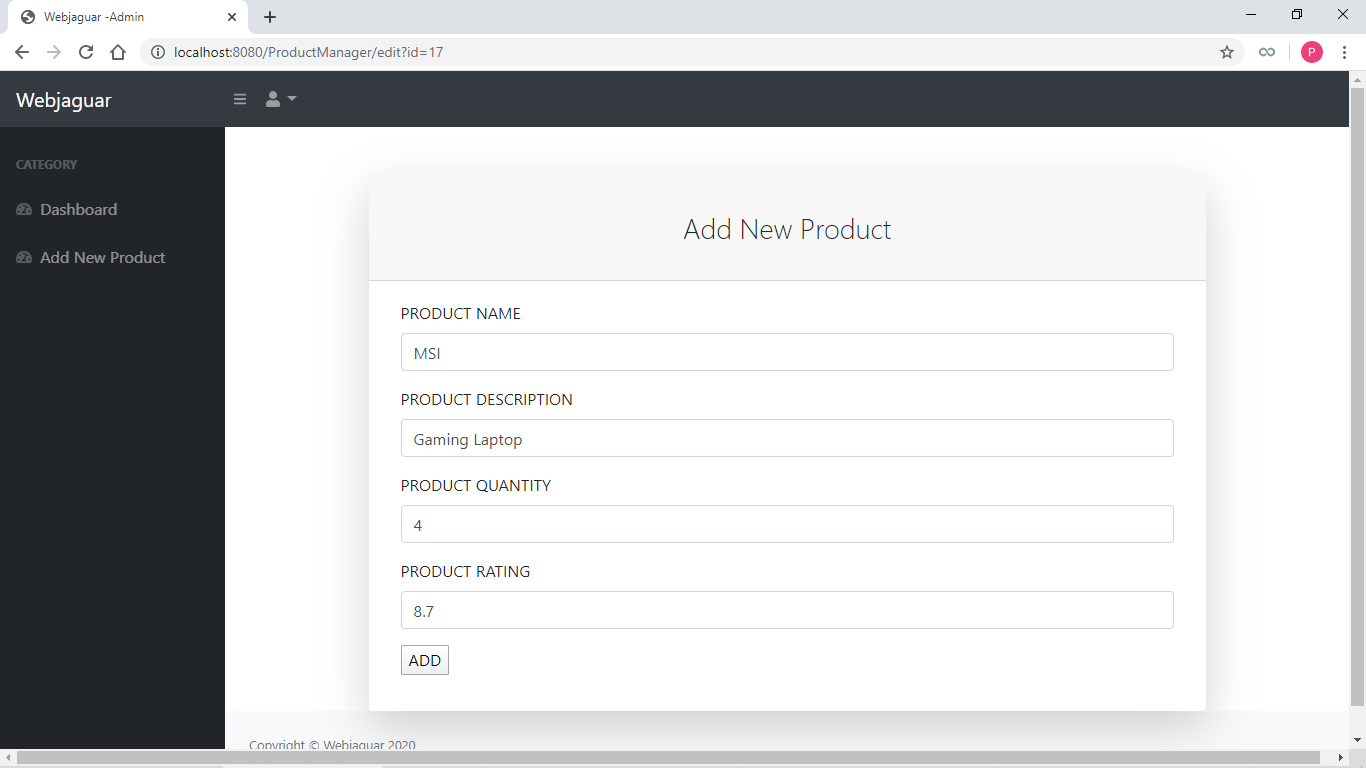 Webjaguar -Admin
localhost:8080/ProductManager/edit?id=17
P
Webjaguar
CATEGORY
Dashboard
Add New Product
Add New Product
PRODUCT NAME
MSI
PRODUCT DESCRIPTION
Gaming Laptop
PRODUCT QUANTITY
4
PRODUCT RATING
8.7
ADD
Copyright © Webjaguar 2020